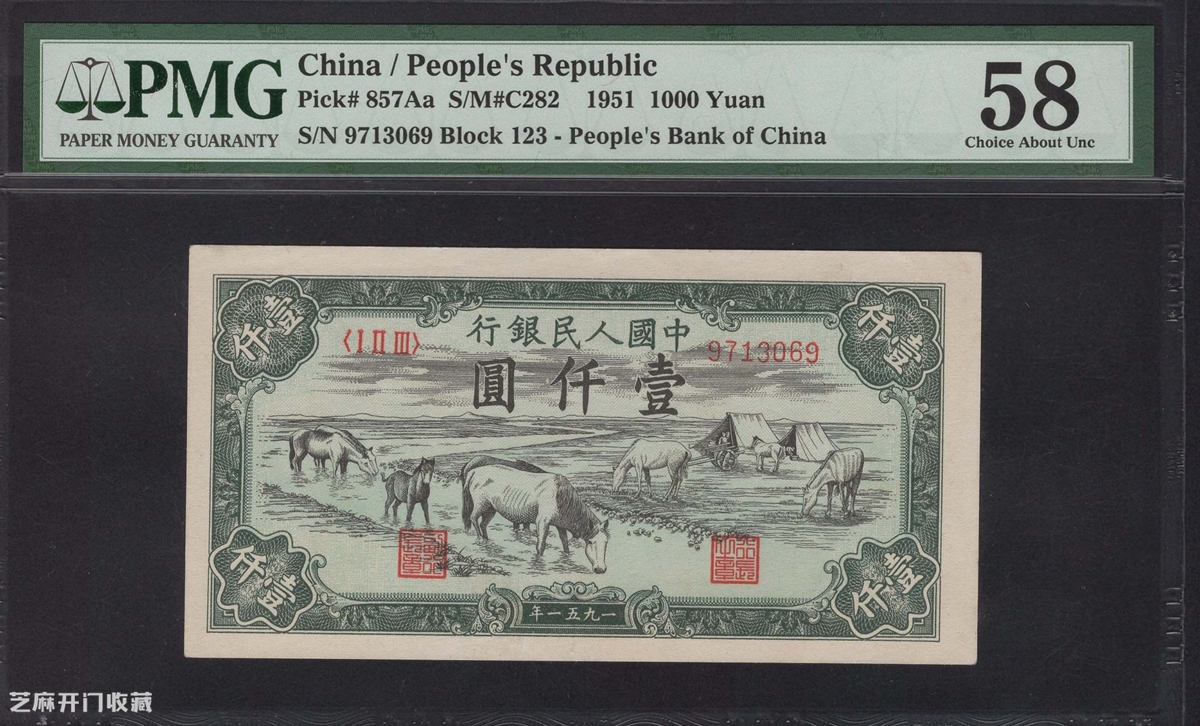 PMG
PAPER MONEY GUARANTY
China / People's Republic
Pick# 857Aa S/M#C282 1951 1000 Yuan
S/N 9713069 Block 123 - People's Bank of China
58
Choice About Unc
行銀民人國中
〈I II III〉
9713069
圓仟壹
仟壹
仟壹
仟壹
仟壹
年一五九一
芝麻开门收藏